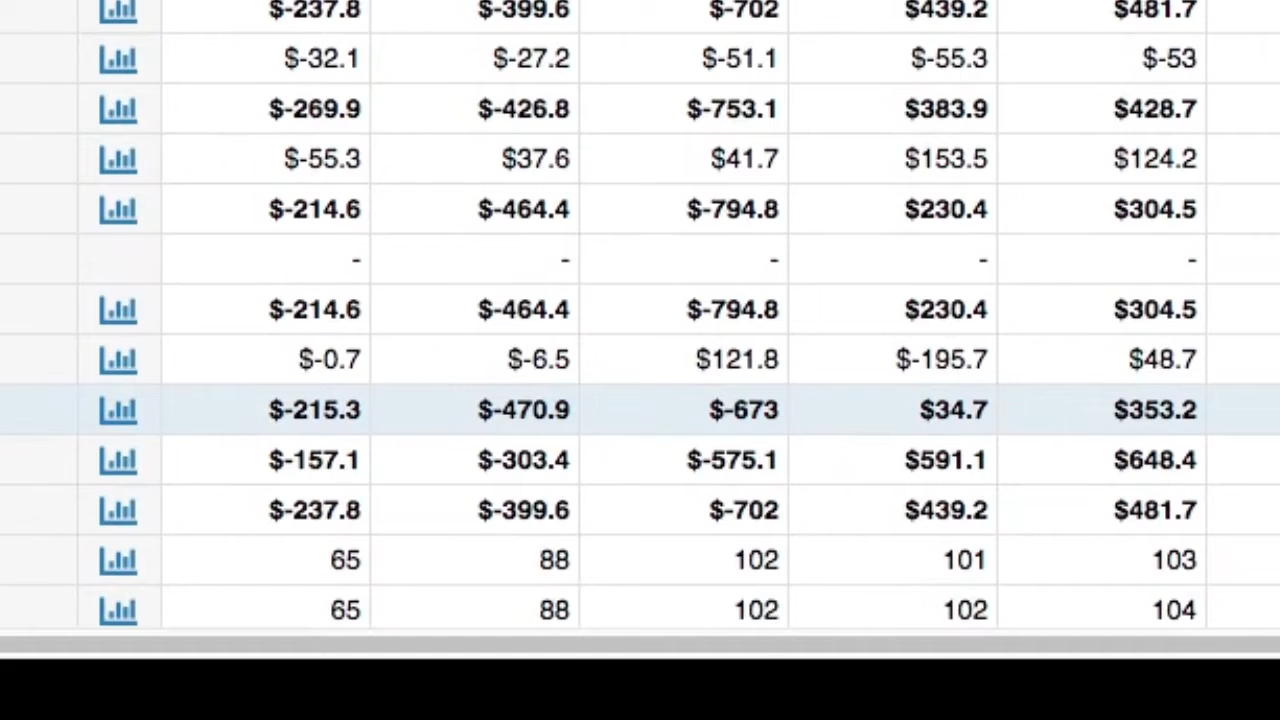 $-237.8 $-399.6 $-702 $439.2 $481.7
$-32.1 $-27.2 $-51.1 $-55.3 $-53
$-269.9 $-426.8 $-753.1 $383.9 $428.7
$-55.3 $37.6 $41.7 $153.5 $124.2
$-214.6 $-464.4 $-794.8 $230.4 $304.5
- - - - -
$-214.6 $-464.4 $-794.8 $230.4 $304.5
$-0.7 $-6.5 $121.8 $-195.7 $48.7
$-215.3 $-470.9 $-673 $34.7 $353.2
$-157.1 $-303.4 $-575.1 $591.1 $648.4
$-237.8 $-399.6 $-702 $439.2 $481.7
65 88 102 101 103
65 88 102 102 104